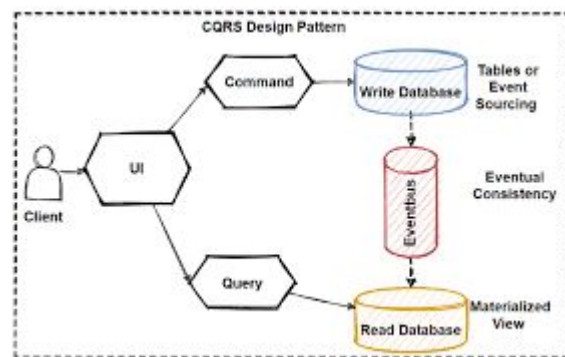 CQRS Design Pattern
Command
Write Database
Tables or
Event
Sourcing
UI
Client
Eventbus
Eventual
Consistency
Query
Read Database
Materialized
View